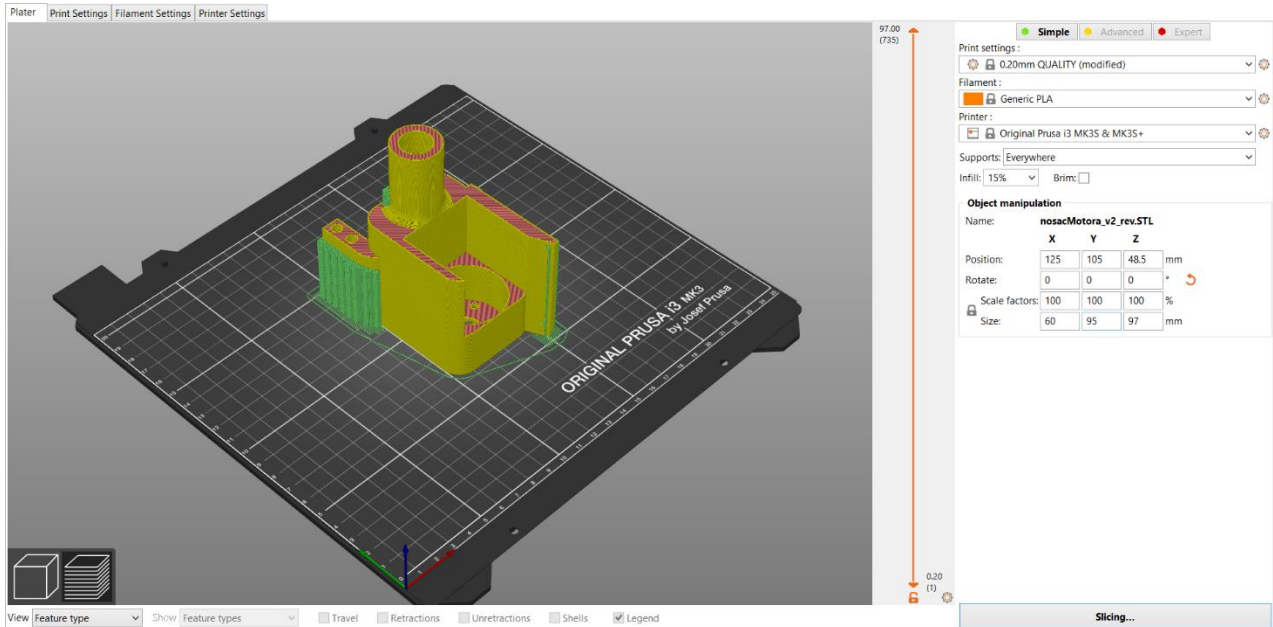 Plater Print Settings Filament Settings Printer Settings
97.00
(735)
Simple Advanced Expert
Print settings :
0.20mm QUALITY (modified)
Filament :
Generic PLA
Printer :
Original Prusa i3 MK3S & MK3S+
Supports: Everywhere
Infill: 15% Brim:
Object manipulation
Name: nosacMotora_v2_rev.STL
X Y Z
Position: 125 105 48.5 mm
Rotate: 0 0 0 °
Scale factors: 100 100 100 %
Size: 60 95 97 mm
ORIGINAL PRUSA i3 MK3
by Josef Prusa
0.20
(1)
View Feature type Show Feature types Travel Retractions Unretractions Shells Legend
Slicing...